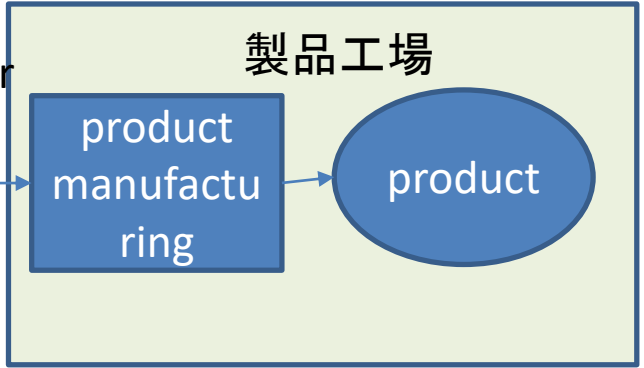 製品工場
r
product
manufactu
ring
product